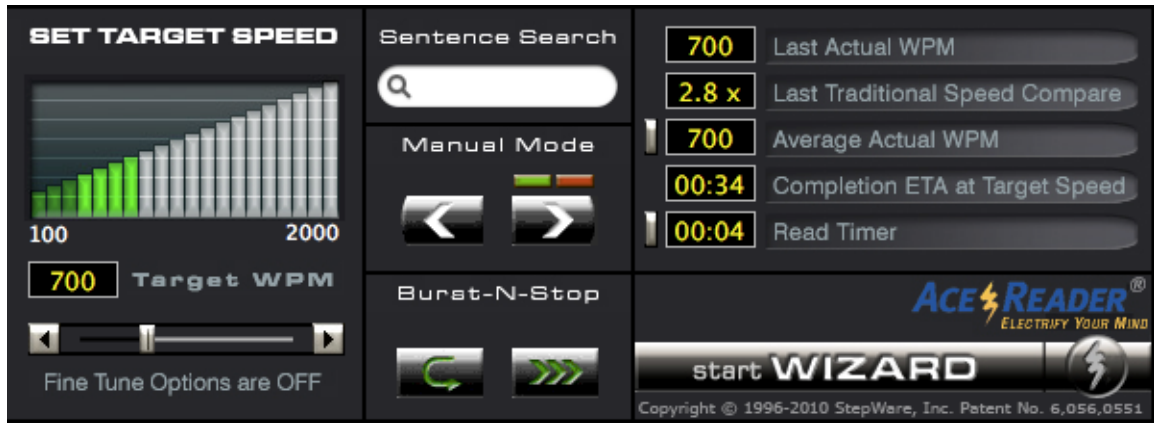 SET TARGET SPEED
100 2000
700 Target WPM
Fine Tune Options are OFF
Sentence Search
Manual Mode
Burst-N-Stop
700 Last Actual WPM
2.8 x Last Traditional Speed Compare
700 Average Actual WPM
00:34 Completion ETA at Target Speed
00:04 Read Timer
ACE READER®
ELECTRIFY YOUR MIND
start WIZARD
Copyright © 1996-2010 StepWare, Inc. Patent No. 6,056,0551